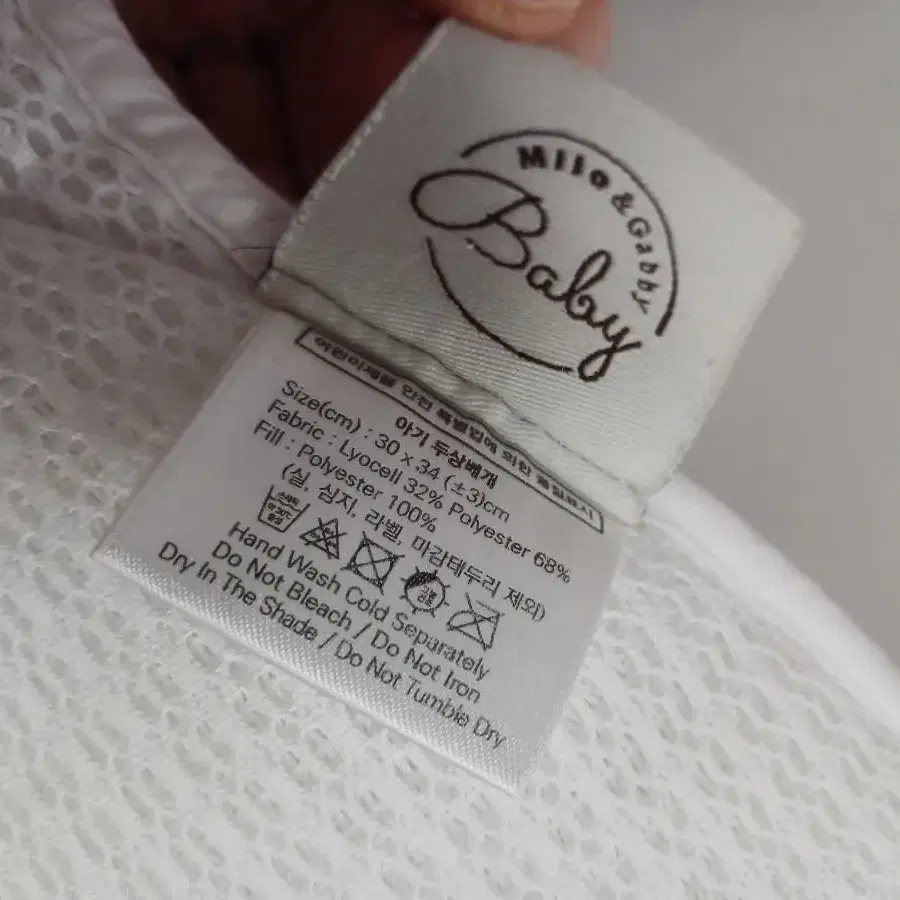 Milo & Gabby
Baby
어린이제품 안전 특별법에 의한 품질표시
아기 두상베개
Size(cm) : 30 x 34 (±3)cm
Fabric : Lyocell 32% Polyester 68%
Fill : Polyester 100%
(실, 심지, 라벨, 마감테두리 제외)
Hand Wash Cold Separately
Do Not Bleach / Do Not Iron
Dry In The Shade / Do Not Tumble Dry